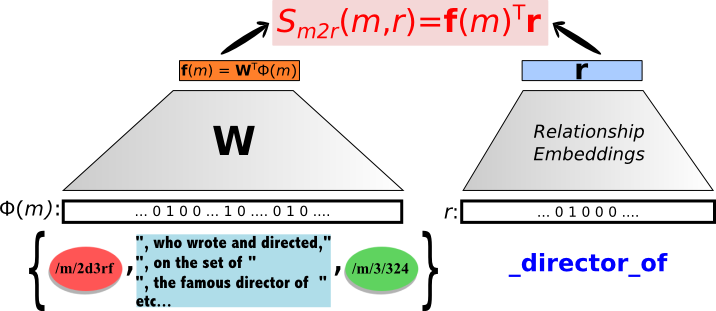 S_m2r(m,r)=f(m)ᵀr
f(m) = WᵀΦ(m)
r
W
Relationship
Embeddings
Φ(m): ... 0 1 0 0 ... 1 0 .... 0 1 0 ....
r: ... 0 1 0 0 0 ....
{ /m/2d3rf , ", who wrote and directed,"
", on the set of "
", the famous director of "
etc... , /m/3/324 }
_director_of